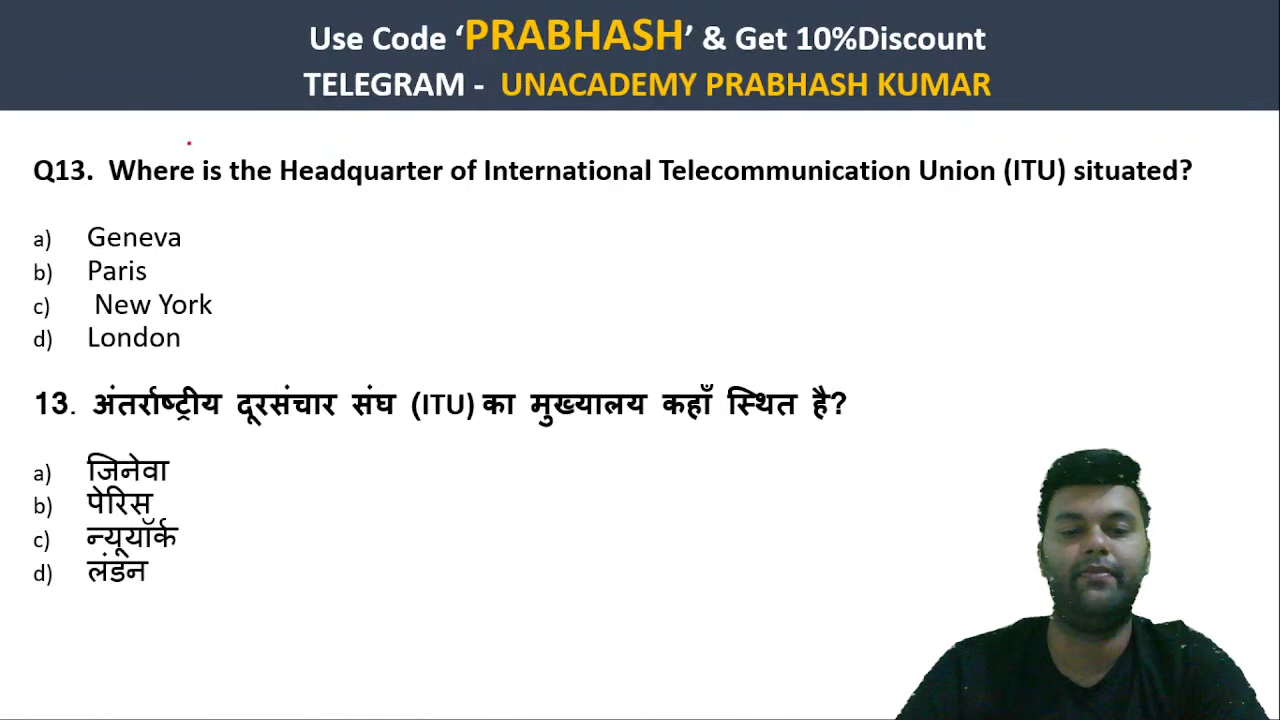 Use Code ‘PRABHASH’ & Get 10%Discount
TELEGRAM - UNACADEMY PRABHASH KUMAR
Q13. Where is the Headquarter of International Telecommunication Union (ITU) situated?
a) Geneva
b) Paris
c) New York
d) London
13. अंतर्राष्ट्रीय दूरसंचार संघ (ITU) का मुख्यालय कहाँ स्थित है?
a) जिनेवा
b) पेरिस
c) न्यूयॉर्क
d) लंडन